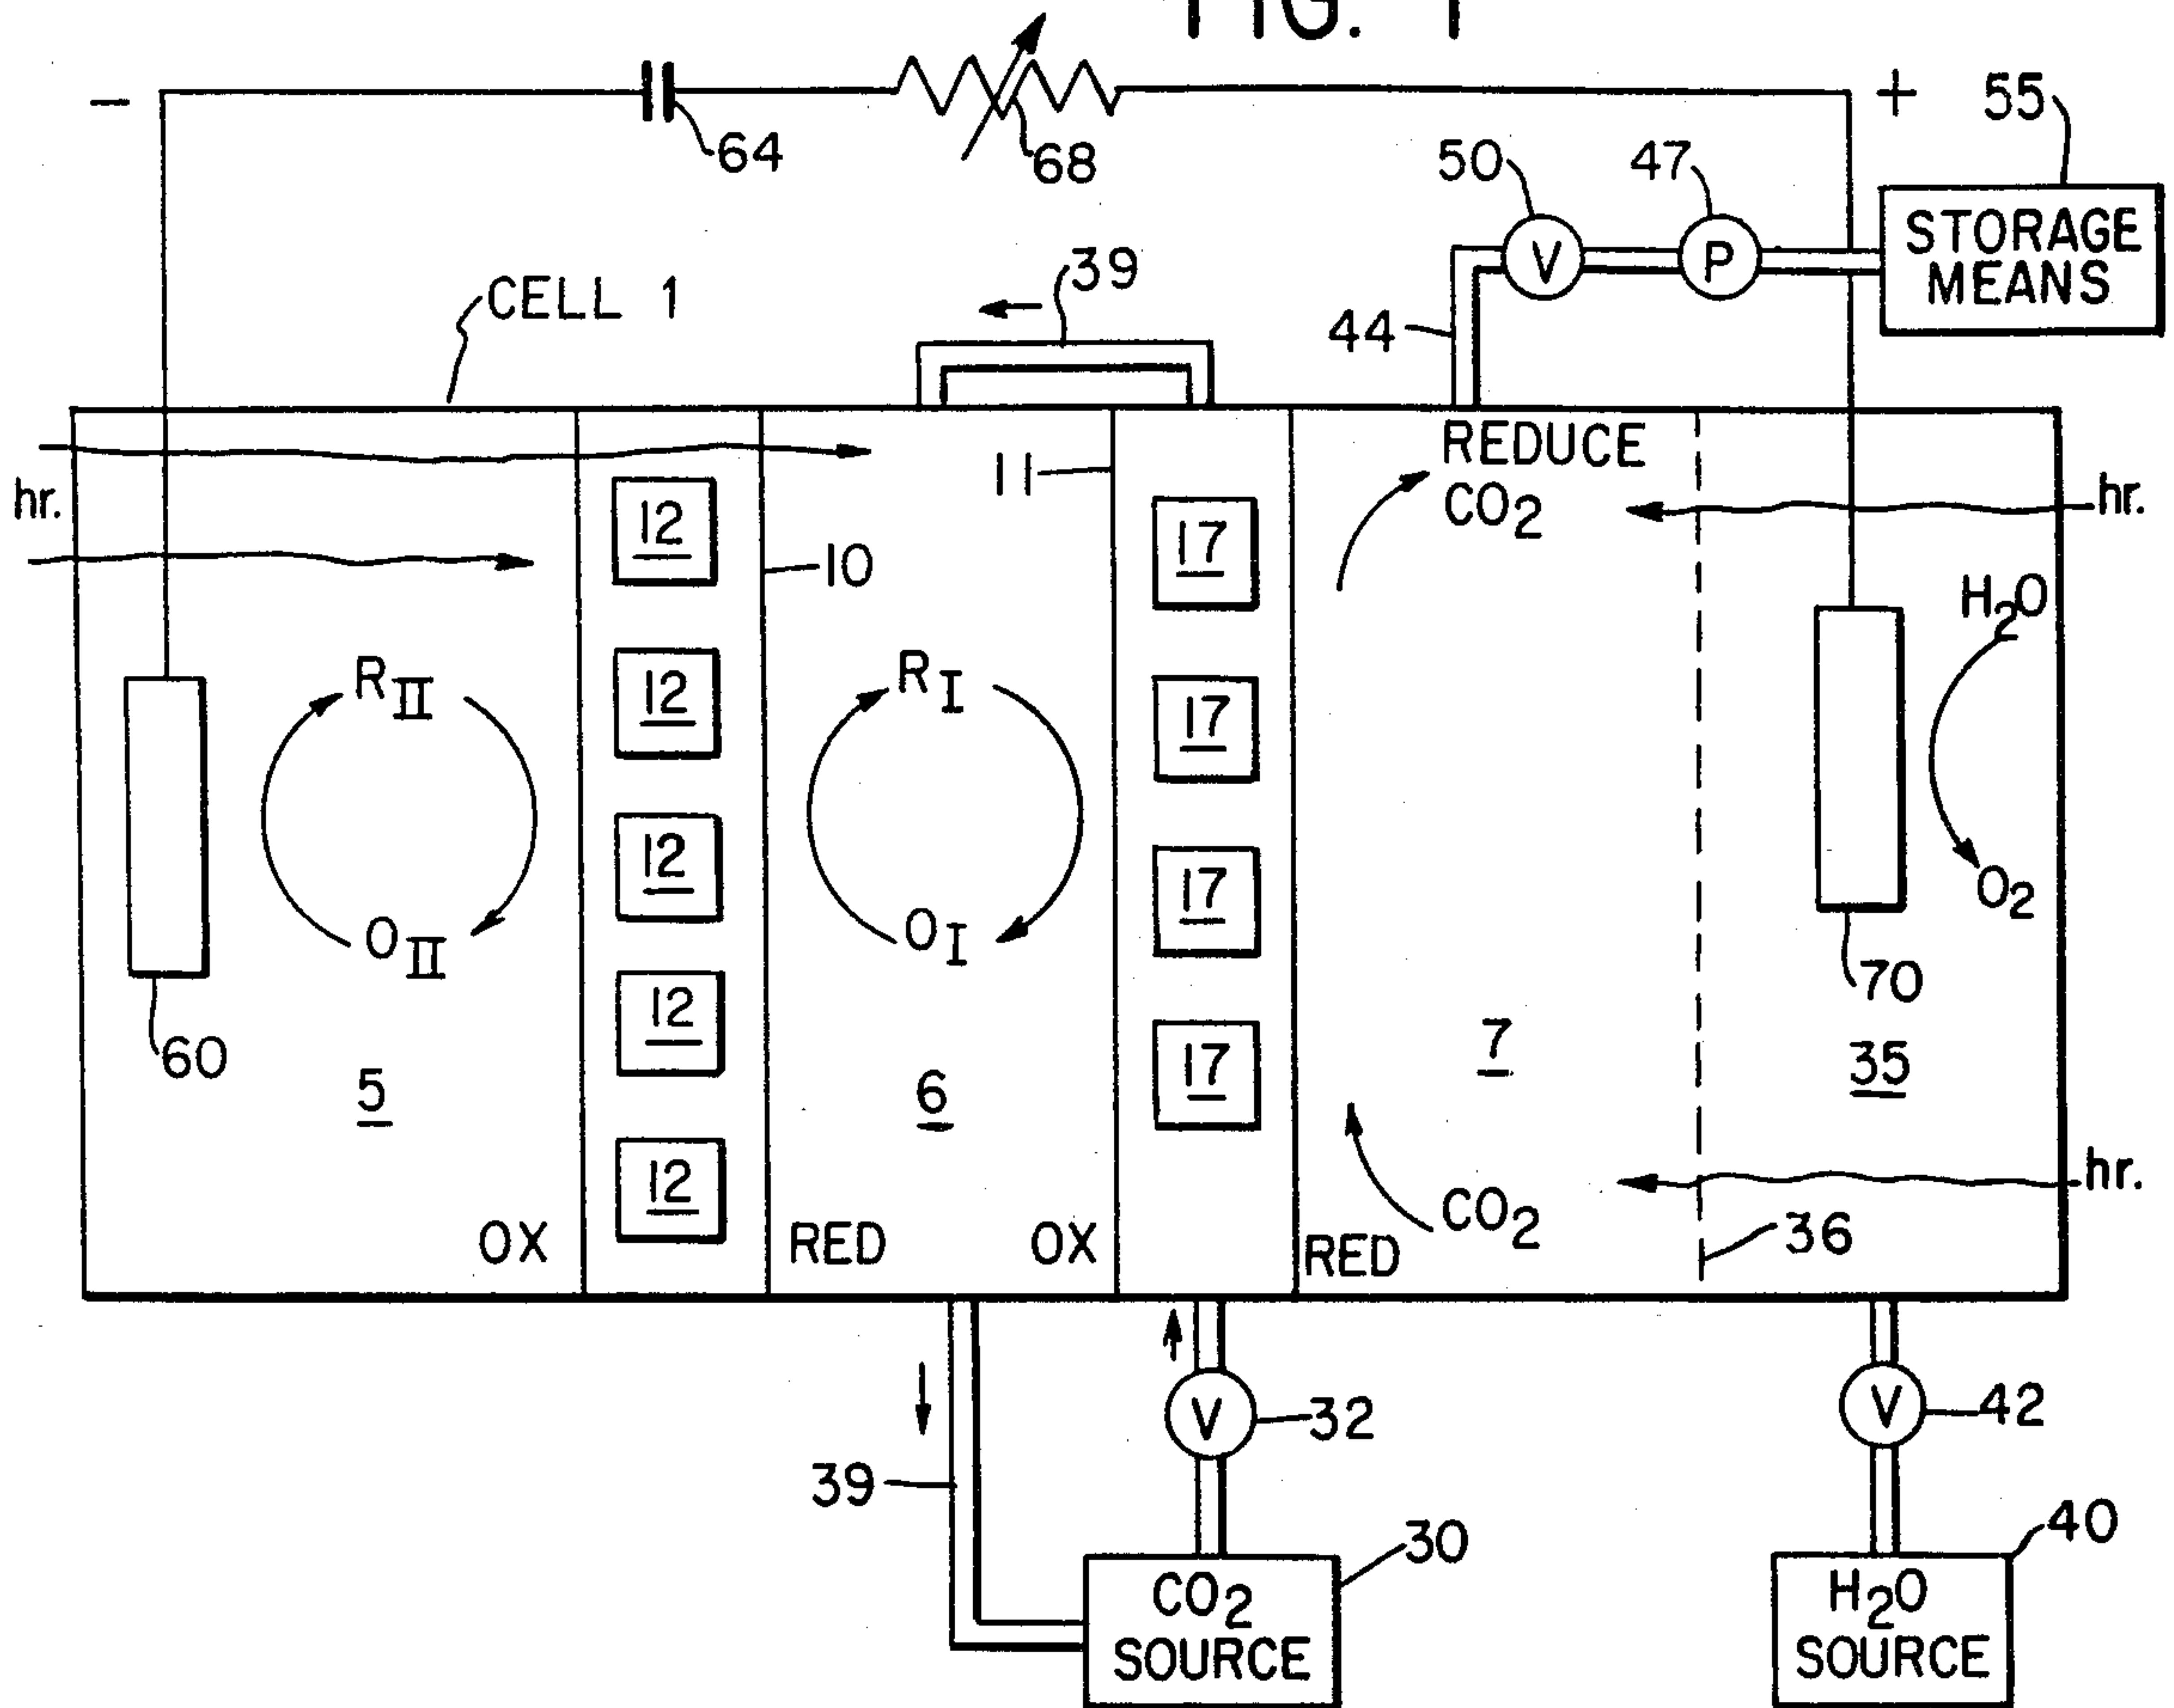 FIG. 1
-
+
55
64
68
50
47
V
P
STORAGE
MEANS
CELL 1
39
44
hr.
12
10
11
17
REDUCE
CO2
hr.
H2O
12
RII
RI
17
12
17
OII
OI
O2
60
12
70
5
6
17
7
35
12
OX
RED
OX
RED
CO2
36
hr.
V
32
V
42
39
30
40
CO2
SOURCE
H2O
SOURCE